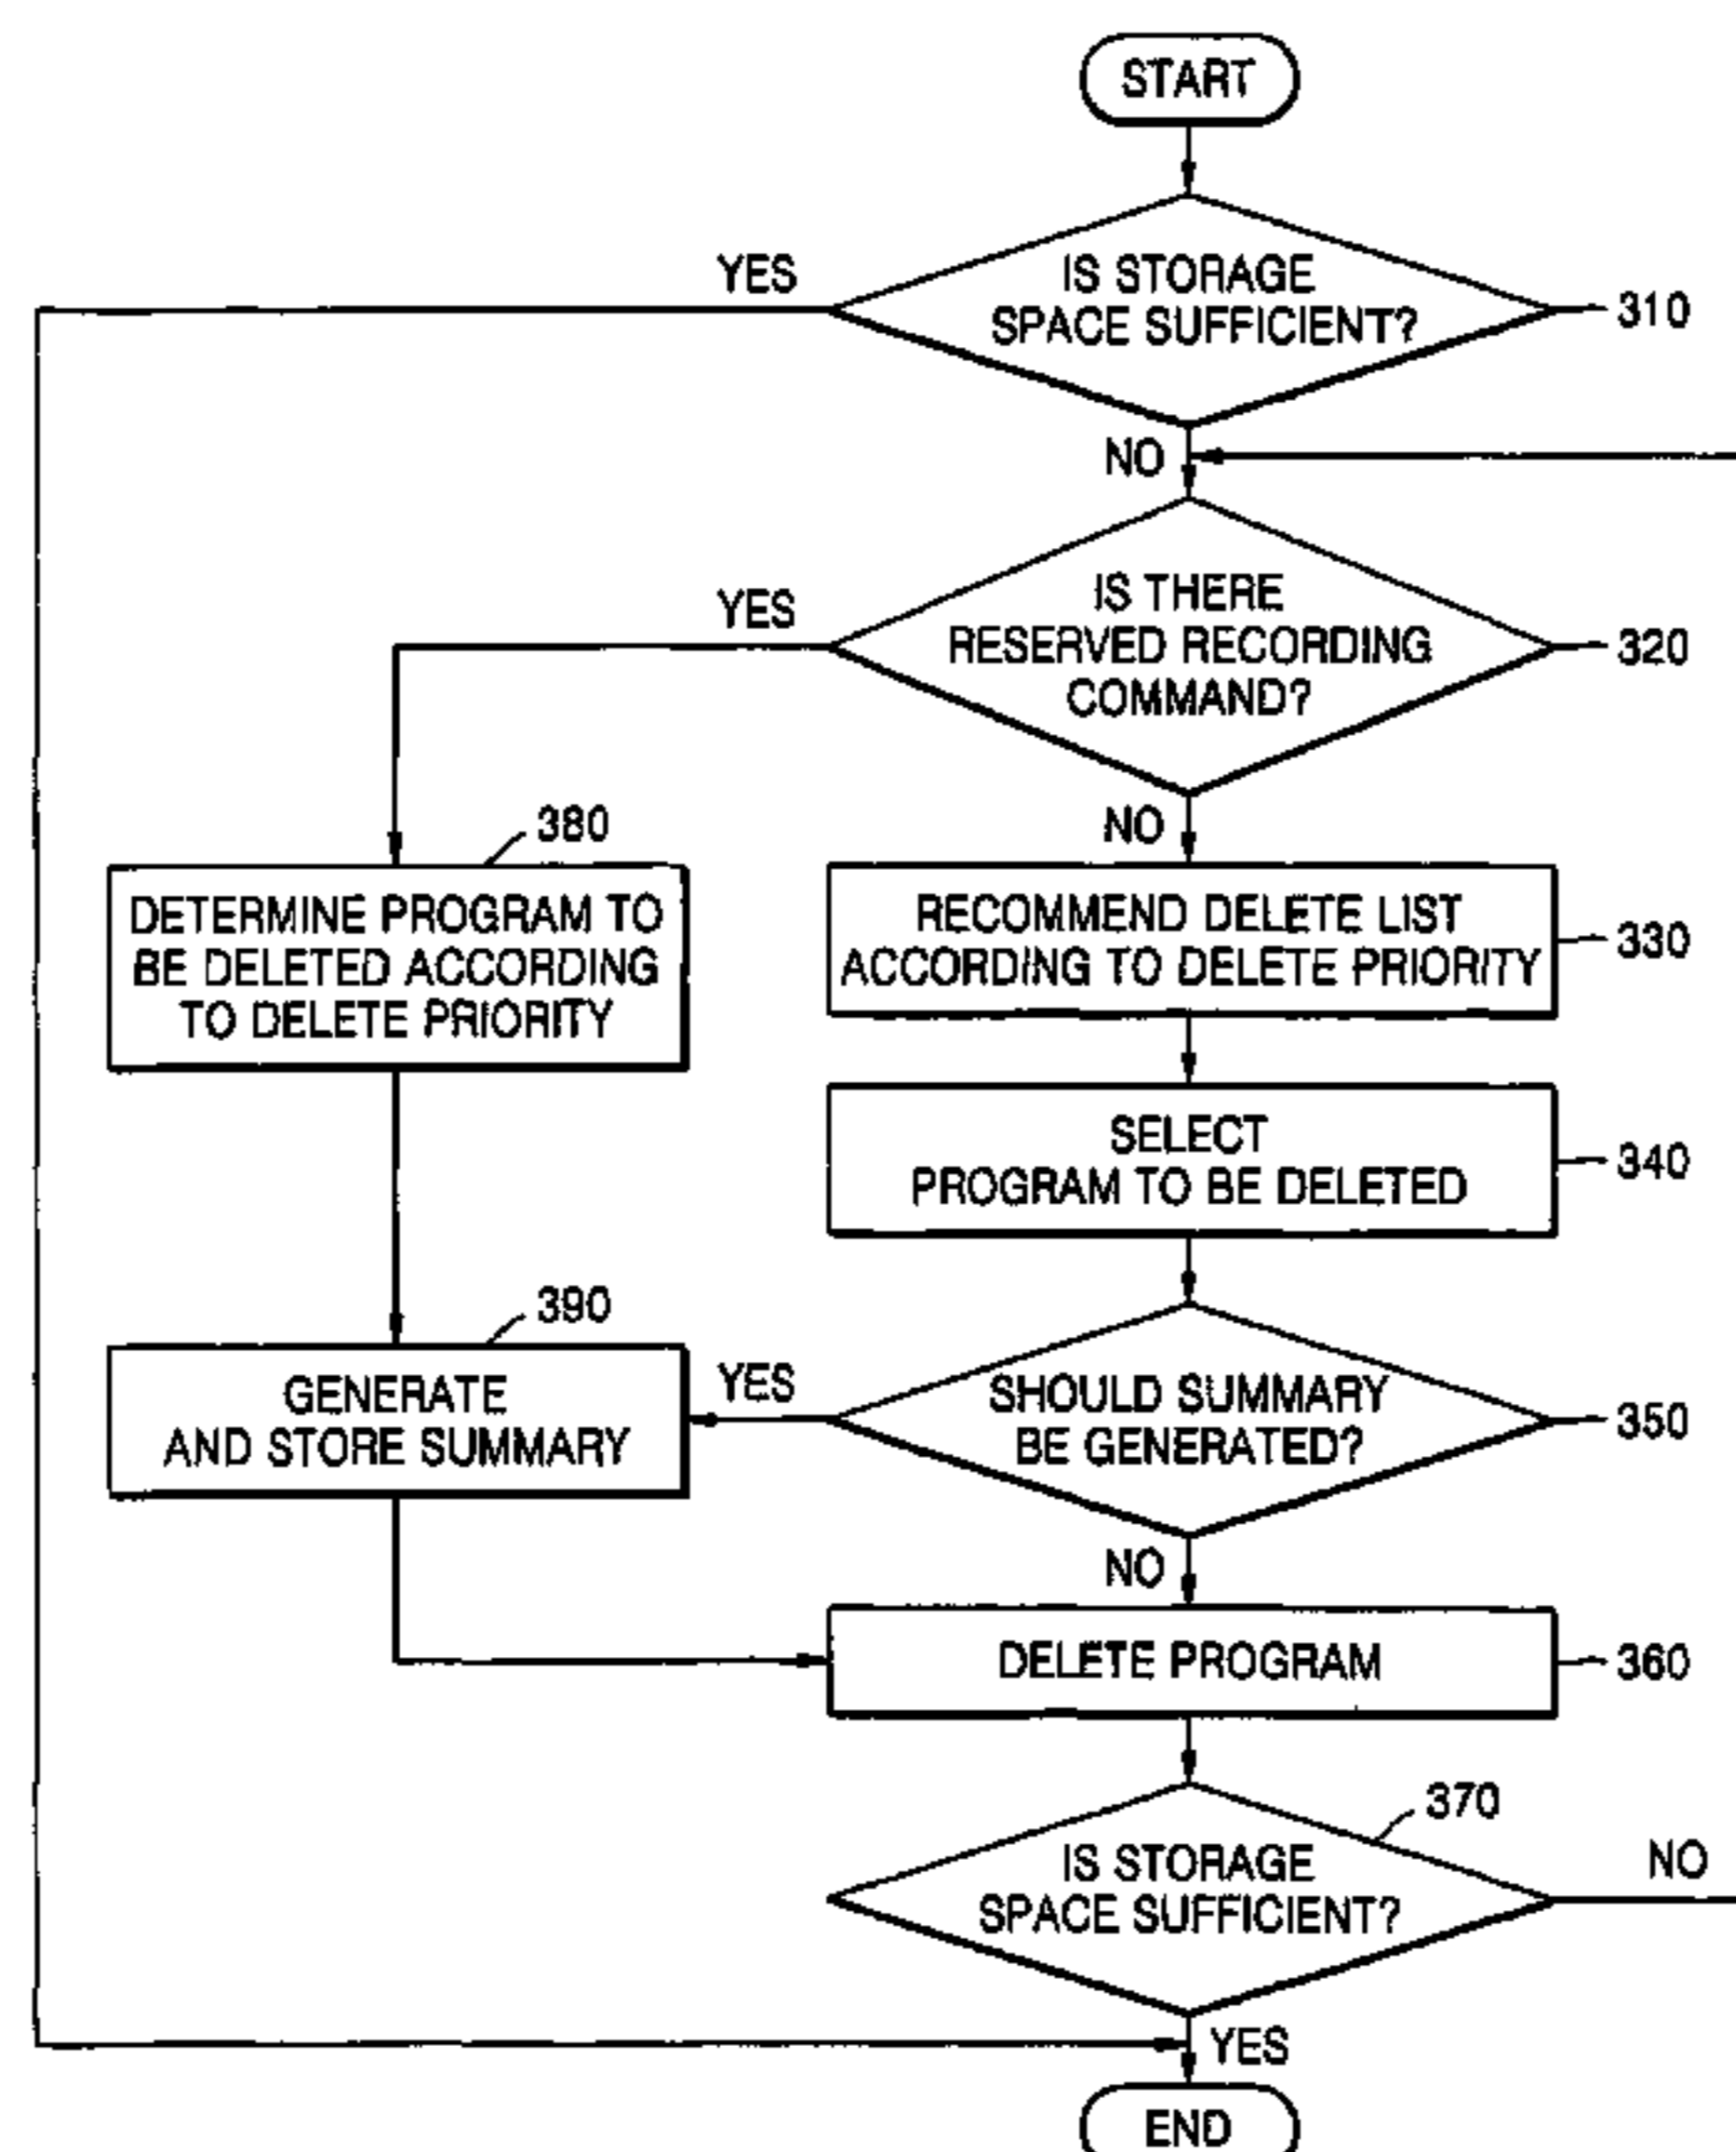 START
YES
IS STORAGE
SPACE SUFFICIENT?
310
NO
IS THERE
RESERVED RECORDING
COMMAND?
YES
320
NO
380
DETERMINE PROGRAM TO
BE DELETED ACCORDING
TO DELETE PRIORITY
RECOMMEND DELETE LIST
ACCORDING TO DELETE PRIORITY
330
SELECT
PROGRAM TO BE DELETED
340
390
GENERATE
AND STORE SUMMARY
YES
SHOULD SUMMARY
BE GENERATED?
350
NO
DELETE PROGRAM
360
370
IS STORAGE
SPACE SUFFICIENT?
NO
YES
END